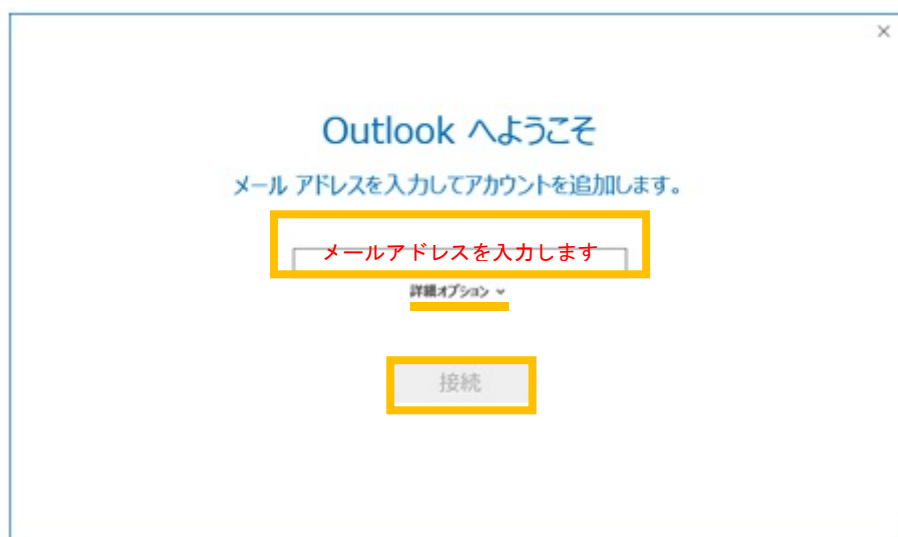 Outlook へようこそ
メール アドレスを入力してアカウントを追加します。
メールアドレスを入力します
詳細オプション
接続